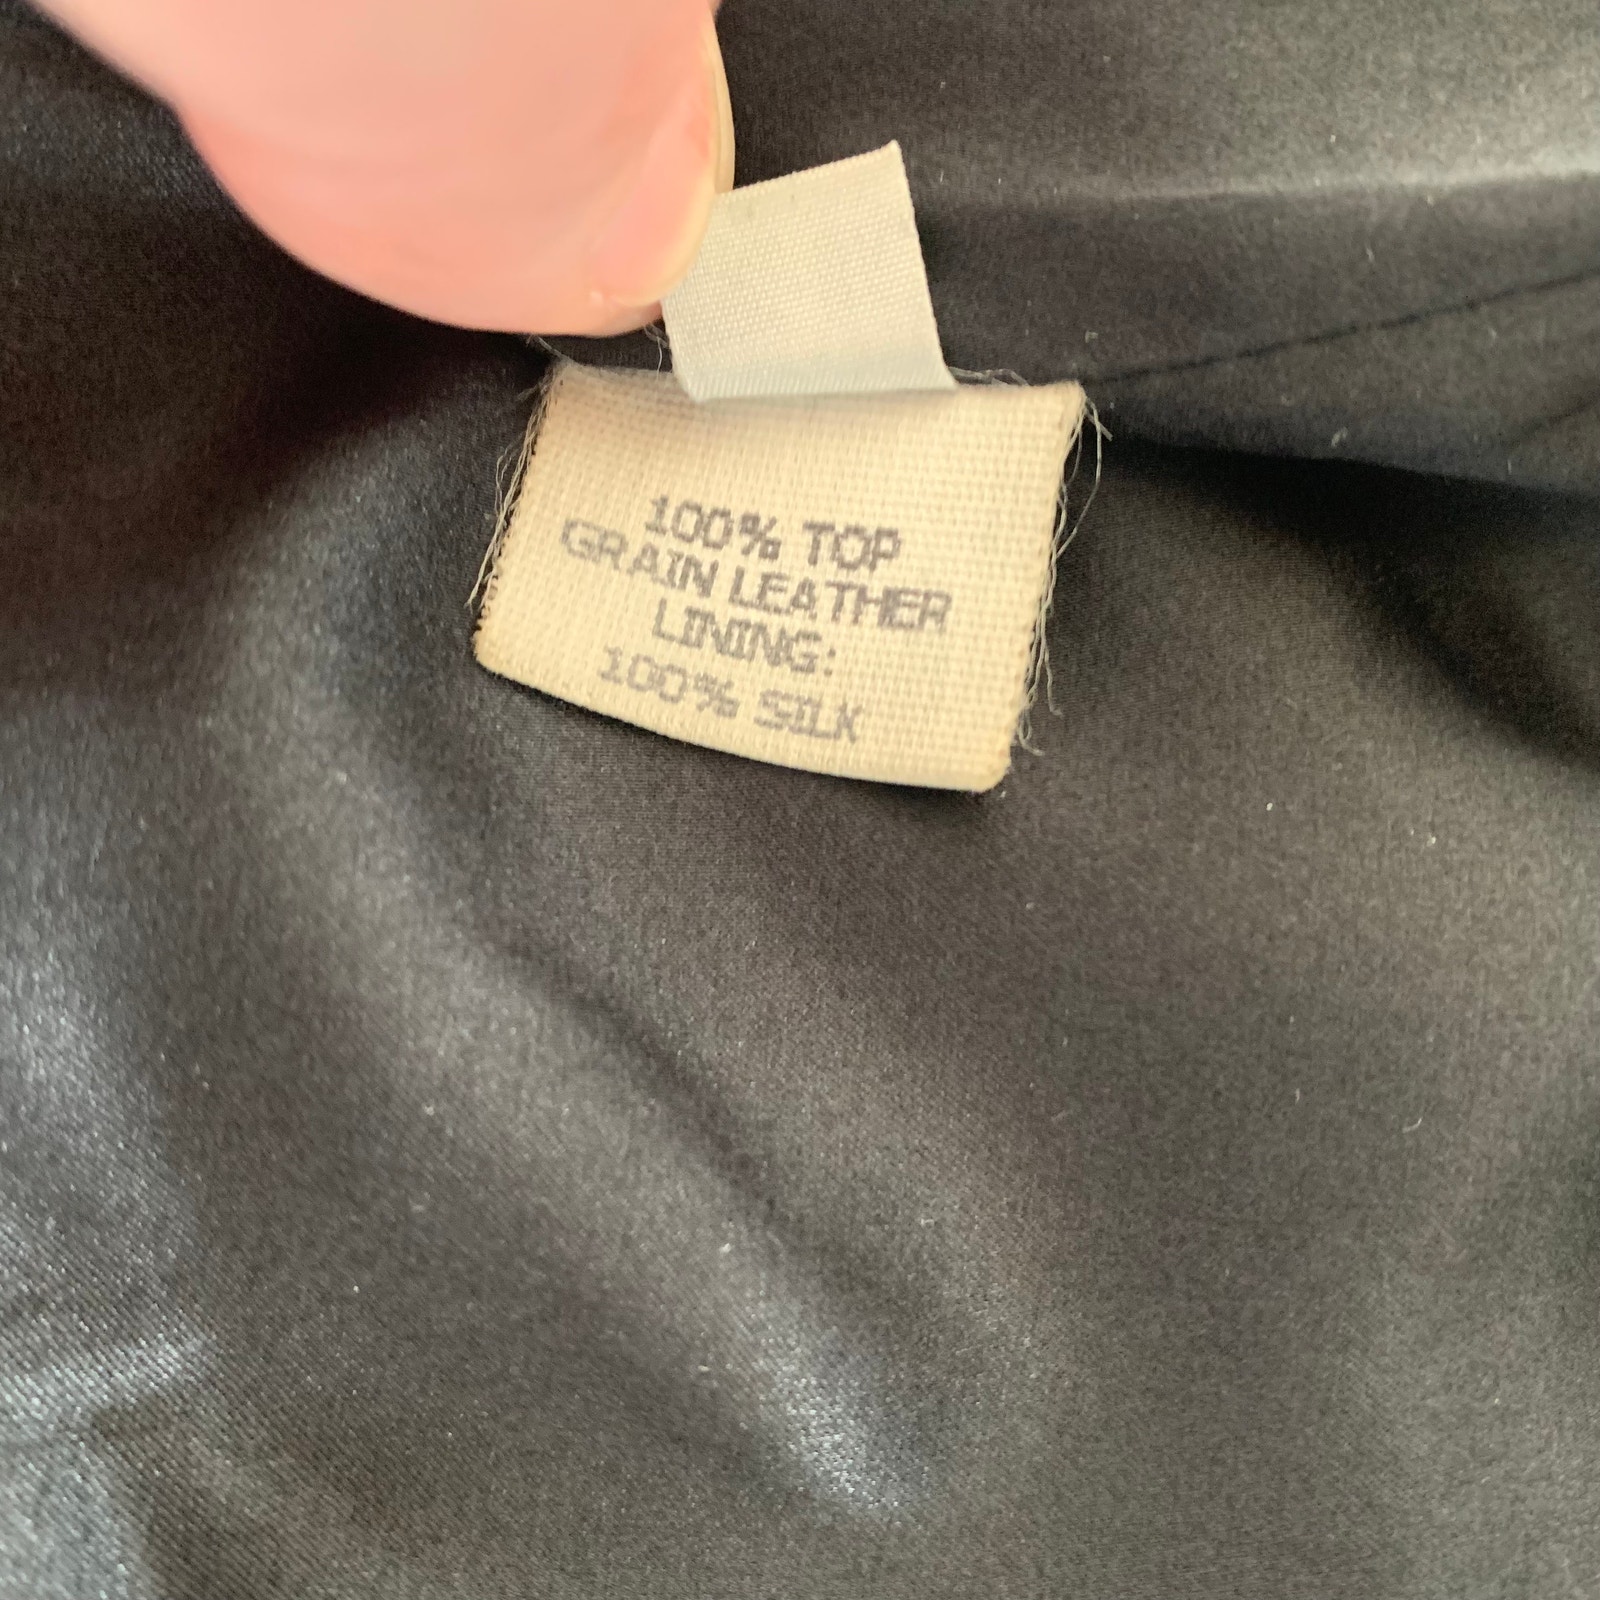 100% TOP
GRAIN LEATHER
LINING:
100% SILK